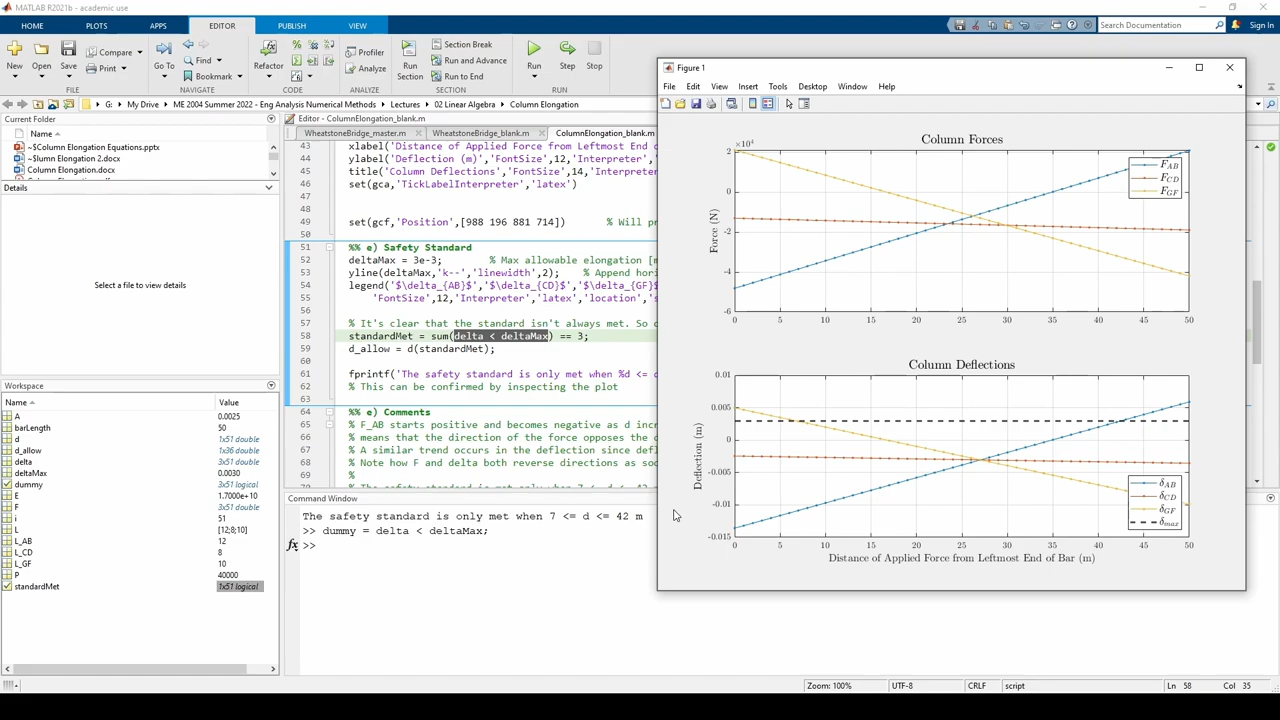 MATLAB R2021b - academic use
HOME PLOTS APPS EDITOR PUBLISH VIEW Search Documentation Sign In
New Open Save Compare Print Go To Find Bookmark Refactor Profiler Analyze Run Section Section Break Run and Advance Run to End Run Step Stop
FILE NAVIGATE CODE ANALYZE SECTION RUN
G: My Drive ME 2004 Summer 2022 - Eng Analysis Numerical Methods Lectures 02 Linear Algebra Column Elongation
Current Folder
Name
~$Column Elongation Equations.pptx
~$lumn Elongation 2.docx
Column Elongation.docx
Details
Select a file to view details
Workspace
Name Value
A 0.0025
barLength 50
d 1x51 double
d_allow 1x36 double
delta 3x51 double
deltaMax 0.0030
dummy 3x51 logical
E 1.7000e+10
F 3x51 double
i 51
L [12;8;10]
L_AB 12
L_CD 8
L_GF 10
P 40000
standardMet 1x51 logical
Editor - ColumnElongation_blank.m
WheatstoneBridge_master.m WheatstoneBridge_blank.m ColumnElongation_blank.m
43 xlabel('Distance of Applied Force from Leftmost End o
44 ylabel('Deflection (m)','FontSize',12,'Interpreter',
45 title('Column Deflections','FontSize',14,'Interpreter
46 set(gca,'TickLabelInterpreter','latex')
47
48
49 set(gcf,'Position',[988 196 881 714]) % Will pr
50
51 %% e) Safety Standard
52 deltaMax = 3e-3; % Max allowable elongation [m
53 yline(deltaMax,'k--','linewidth',2); % Append hori
54 legend('$\delta_{AB}$','$\delta_{CD}$','$\delta_{GF}$
55 'FontSize',12,'Interpreter','latex','location','s
56
57 % It's clear that the standard isn't always met. So d
58 standardMet = sum(delta < deltaMax) == 3;
59 d_allow = d(standardMet);
60
61 fprintf('The safety standard is only met when %d <= d
62 % This can be confirmed by inspecting the plot
63
64 %% e) Comments
65 % F_AB starts positive and becomes negative as d incr
66 % means that the direction of the force opposes the d
67 % A similar trend occurs in the deflection since defl
68 % Note how F and delta both reverse directions as soo
69 %
Command Window
The safety standard is only met when 7 <= d <= 42 m
>> dummy = delta < deltaMax;
fx >>
Figure 1
File Edit View Insert Tools Desktop Window Help
Column Forces
×10⁴
2
0
-2
-4
-6
Force (N)
0 5 10 15 20 25 30 35 40 45 50
F_AB
F_CD
F_GF
Column Deflections
0.01
0.005
0
-0.005
-0.01
-0.015
Deflection (m)
δ_AB
δ_CD
δ_GF
δ_max
0 5 10 15 20 25 30 35 40 45 50
Distance of Applied Force from Leftmost End of Bar (m)
Zoom: 100% UTF-8 CRLF script Ln 58 Col 35